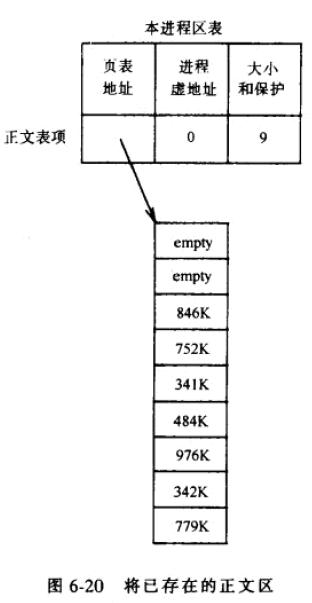 本进程区表
页表 进程 大小
地址 虚地址 和保护
正文表项 0 9
empty
empty
846K
752K
341K
484K
976K
342K
779K
图 6-20 将已存在的正文区